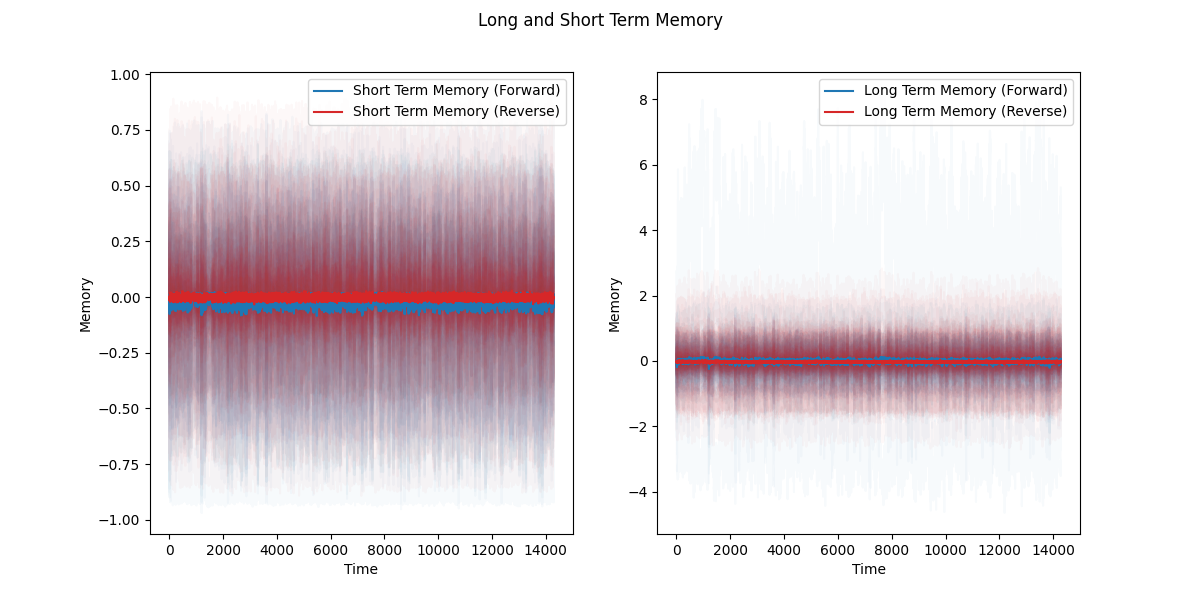 Long and Short Term Memory
1.00
0.75
0.50
0.25
0.00
−0.25
−0.50
−0.75
−1.00
Memory
0 2000 4000 6000 8000 10000 12000 14000
Time
Short Term Memory (Forward)
Short Term Memory (Reverse)
8
6
4
2
0
−2
−4
Memory
0 2000 4000 6000 8000 10000 12000 14000
Time
Long Term Memory (Forward)
Long Term Memory (Reverse)